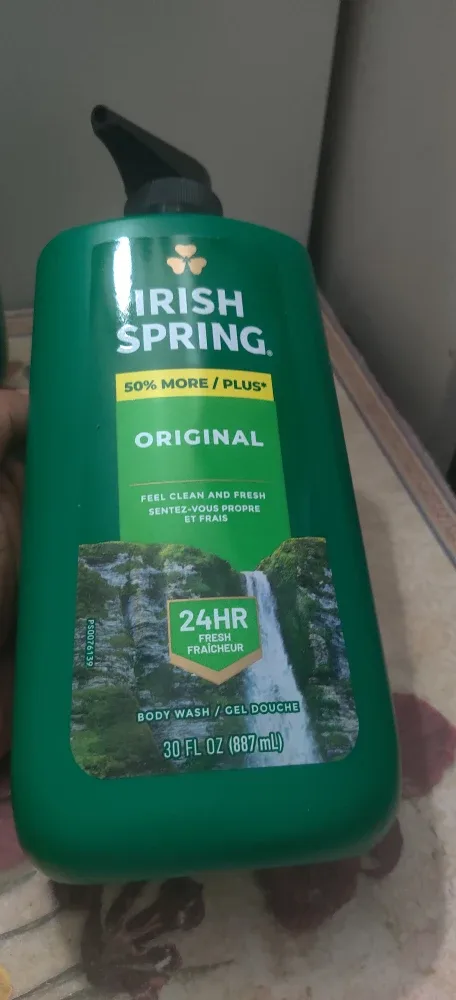 IRISH
SPRING®
50% MORE / PLUS*
ORIGINAL
FEEL CLEAN AND FRESH
SENTEZ-VOUS PROPRE
ET FRAIS
24HR
FRESH
FRAÎCHEUR
PS0076139
BODY WASH / GEL DOUCHE
30 FL OZ (887 mL)